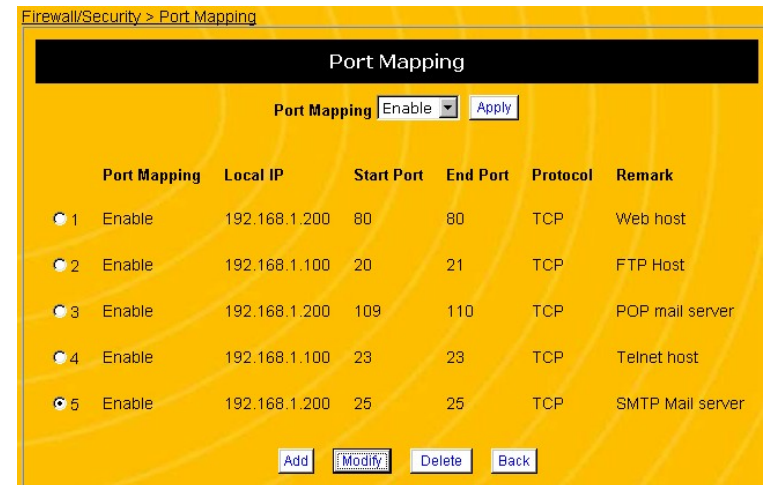 Firewall/Security > Port Mapping
Port Mapping
Port Mapping Enable Apply
Port Mapping Local IP Start Port End Port Protocol Remark
1 Enable 192.168.1.200 80 80 TCP Web host
2 Enable 192.168.1.100 20 21 TCP FTP Host
3 Enable 192.168.1.200 109 110 TCP POP mail server
4 Enable 192.168.1.100 23 23 TCP Telnet host
5 Enable 192.168.1.200 25 25 TCP SMTP Mail server
Add Modify Delete Back